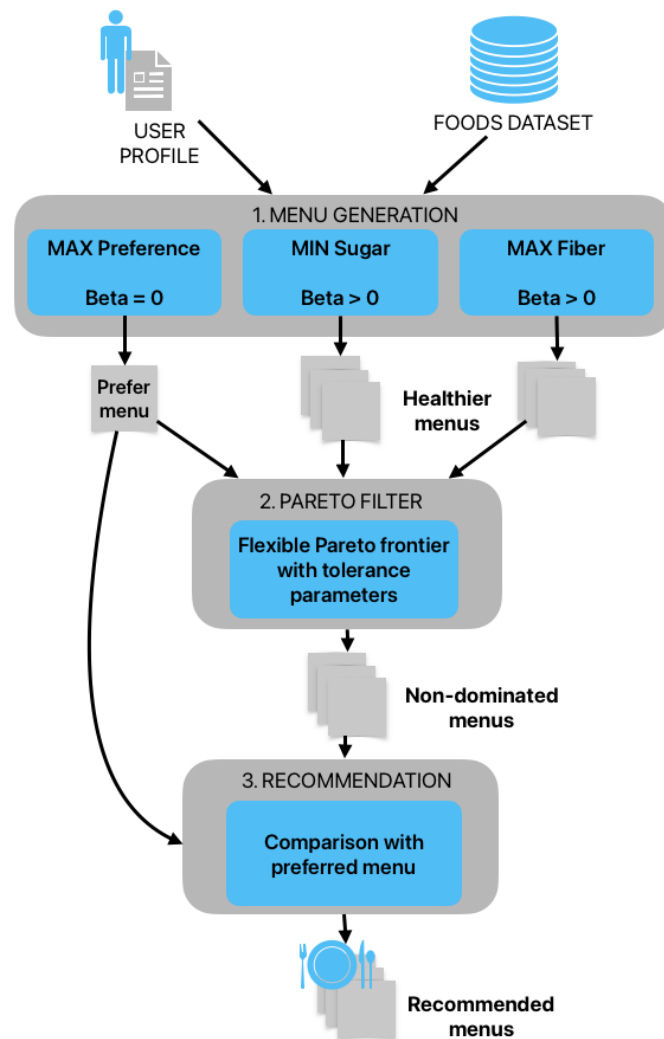 USER
PROFILE
FOODS DATASET
1. MENU GENERATION
MAX Preference
Beta = 0
MIN Sugar
Beta > 0
MAX Fiber
Beta > 0
Prefer
menu
Healthier
menus
2. PARETO FILTER
Flexible Pareto frontier
with tolerance
parameters
Non-dominated
menus
3. RECOMMENDATION
Comparison with
preferred menu
Recommended
menus